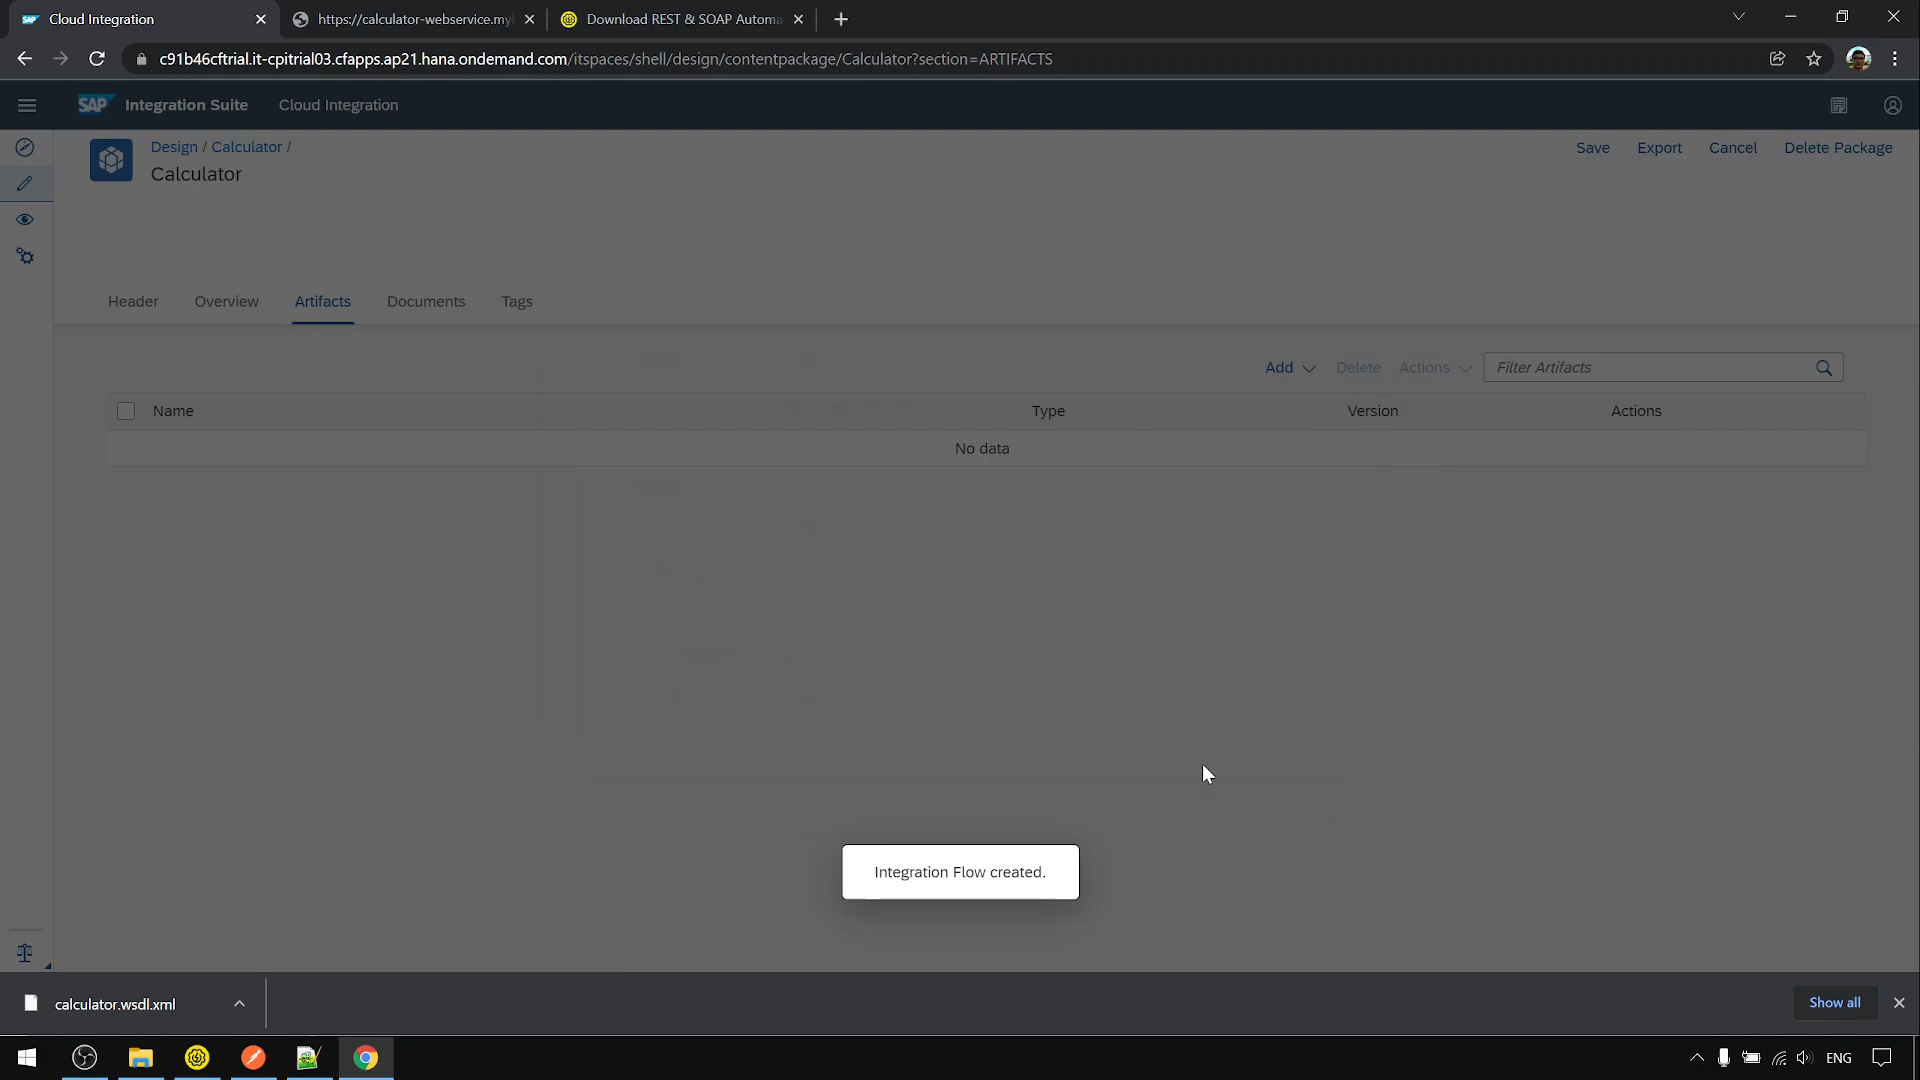 Cloud Integration
https://calculator-webservice.my
Download REST & SOAP Automa
c91b46cftrial.it-cpitrial03.cfapps.ap21.hana.ondemand.com/itspaces/shell/design/contentpackage/Calculator?section=ARTIFACTS
SAP Integration Suite Cloud Integration
Design / Calculator /
Calculator
Save Export Cancel Delete Package
Header Overview Artifacts Documents Tags
Add Delete Actions Filter Artifacts
Name Type Version Actions
No data
Integration Flow created.
calculator.wsdl.xml
Show all
ENG